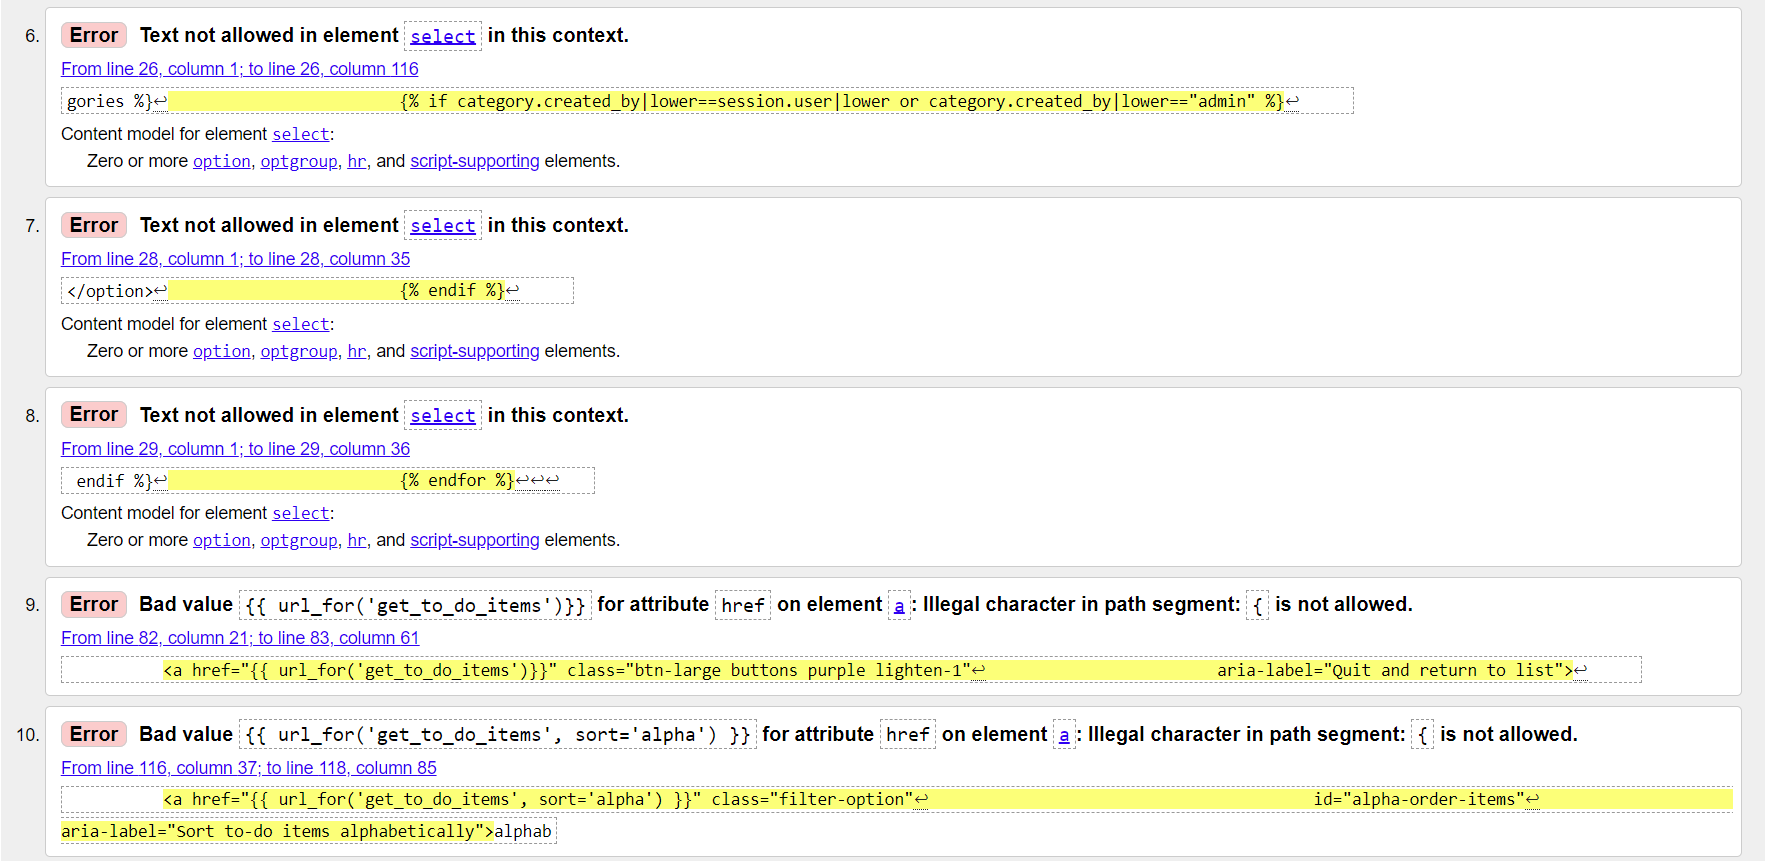 6. Error Text not allowed in element select in this context.
From line 26, column 1; to line 26, column 116
gories %}↩ {% if category.created_by|lower==session.user|lower or category.created_by|lower=="admin" %}↩
Content model for element select:
Zero or more option, optgroup, hr, and script-supporting elements.
7. Error Text not allowed in element select in this context.
From line 28, column 1; to line 28, column 35
</option>↩ {% endif %}↩
Content model for element select:
Zero or more option, optgroup, hr, and script-supporting elements.
8. Error Text not allowed in element select in this context.
From line 29, column 1; to line 29, column 36
endif %}↩ {% endfor %}↩↩↩
Content model for element select:
Zero or more option, optgroup, hr, and script-supporting elements.
9. Error Bad value {{ url_for('get_to_do_items')}} for attribute href on element a: Illegal character in path segment: { is not allowed.
From line 82, column 21; to line 83, column 61
<a href="{{ url_for('get_to_do_items')}}" class="btn-large buttons purple lighten-1"↩ aria-label="Quit and return to list">↩
10. Error Bad value {{ url_for('get_to_do_items', sort='alpha') }} for attribute href on element a: Illegal character in path segment: { is not allowed.
From line 116, column 37; to line 118, column 85
<a href="{{ url_for('get_to_do_items', sort='alpha') }}" class="filter-option"↩ id="alpha-order-items"↩
aria-label="Sort to-do items alphabetically">alphab